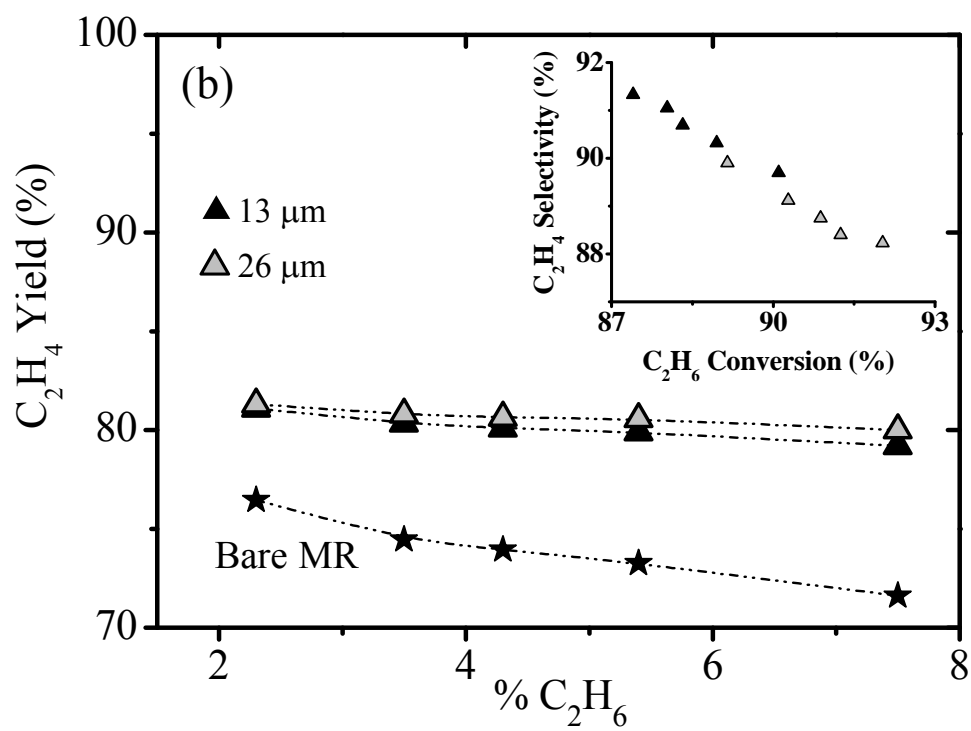 (b)
C₂H₄ Yield (%)
100
90
80
70
2
4
6
8
% C₂H₆
13 μm
26 μm
Bare MR
C₂H₄ Selectivity (%)
92
90
88
87
90
93
C₂H₆ Conversion (%)